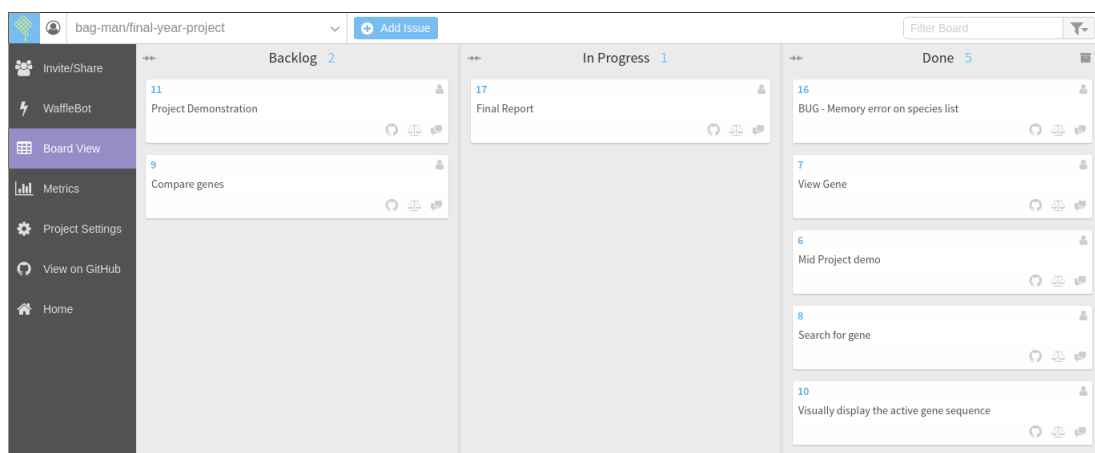 bag-man/final-year-project
Add Issue
Filter Board
Invite/Share
WaffleBot
Board View
Metrics
Project Settings
View on GitHub
Home
Backlog 2
11
Project Demonstration
9
Compare genes
In Progress 1
17
Final Report
Done 5
16
BUG - Memory error on species list
7
View Gene
6
Mid Project demo
8
Search for gene
10
Visually display the active gene sequence